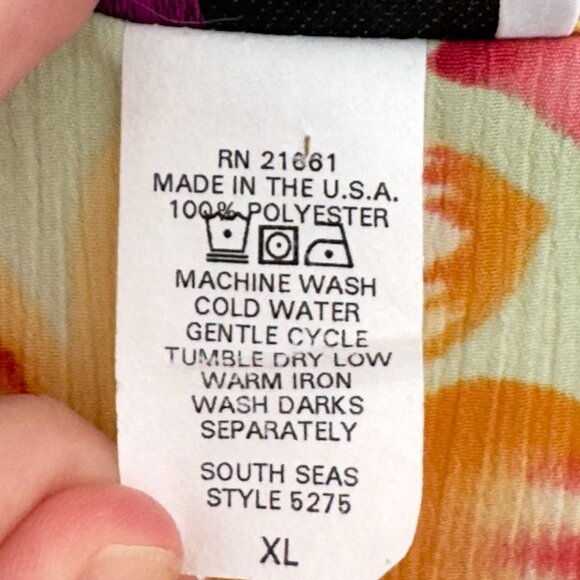 RN 21661
MADE IN THE U.S.A.
100% POLYESTER
MACHINE WASH
COLD WATER
GENTLE CYCLE
TUMBLE DRY LOW
WARM IRON
WASH DARKS
SEPARATELY
SOUTH SEAS
STYLE 5275
XL